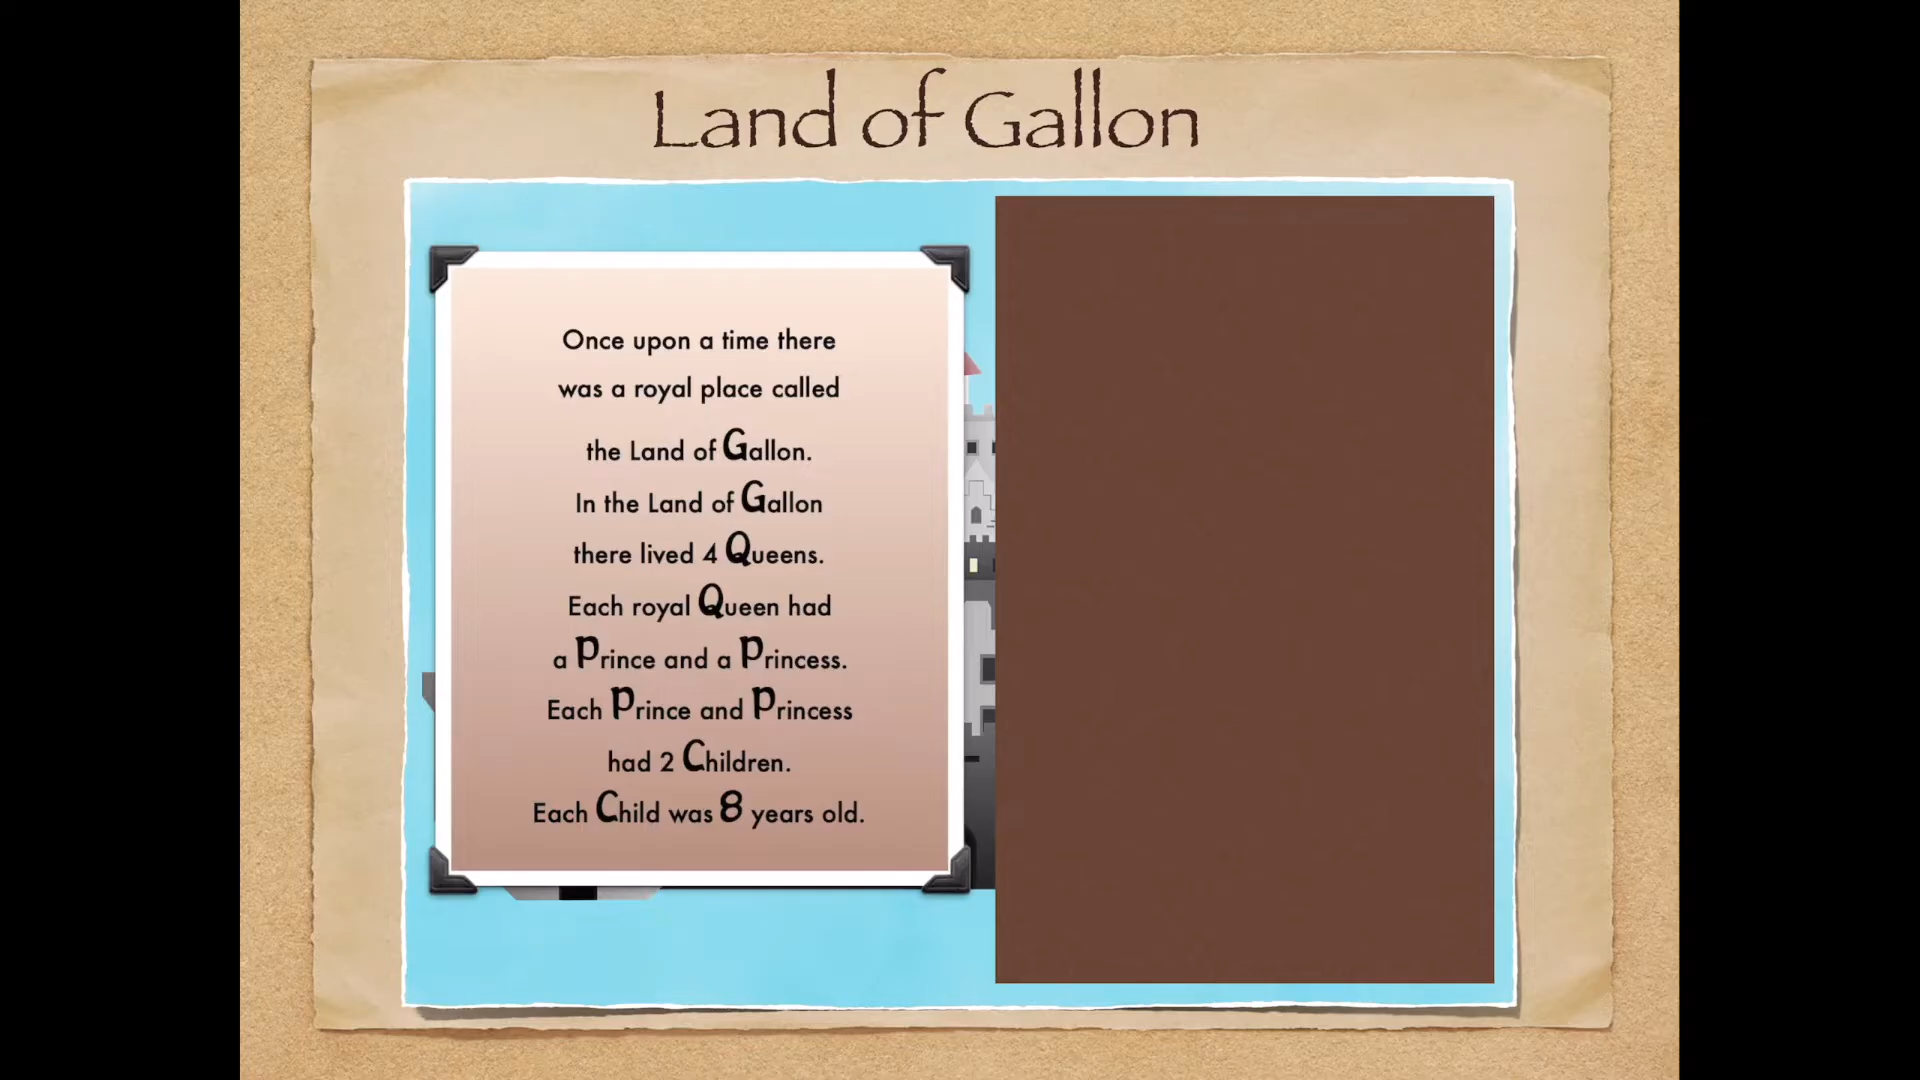 Land of Gallon
Once upon a time there
was a royal place called
the Land of Gallon.
In the Land of Gallon
there lived 4 Queens.
Each royal Queen had
a Prince and a Princess.
Each Prince and Princess
had 2 Children.
Each Child was 8 years old.